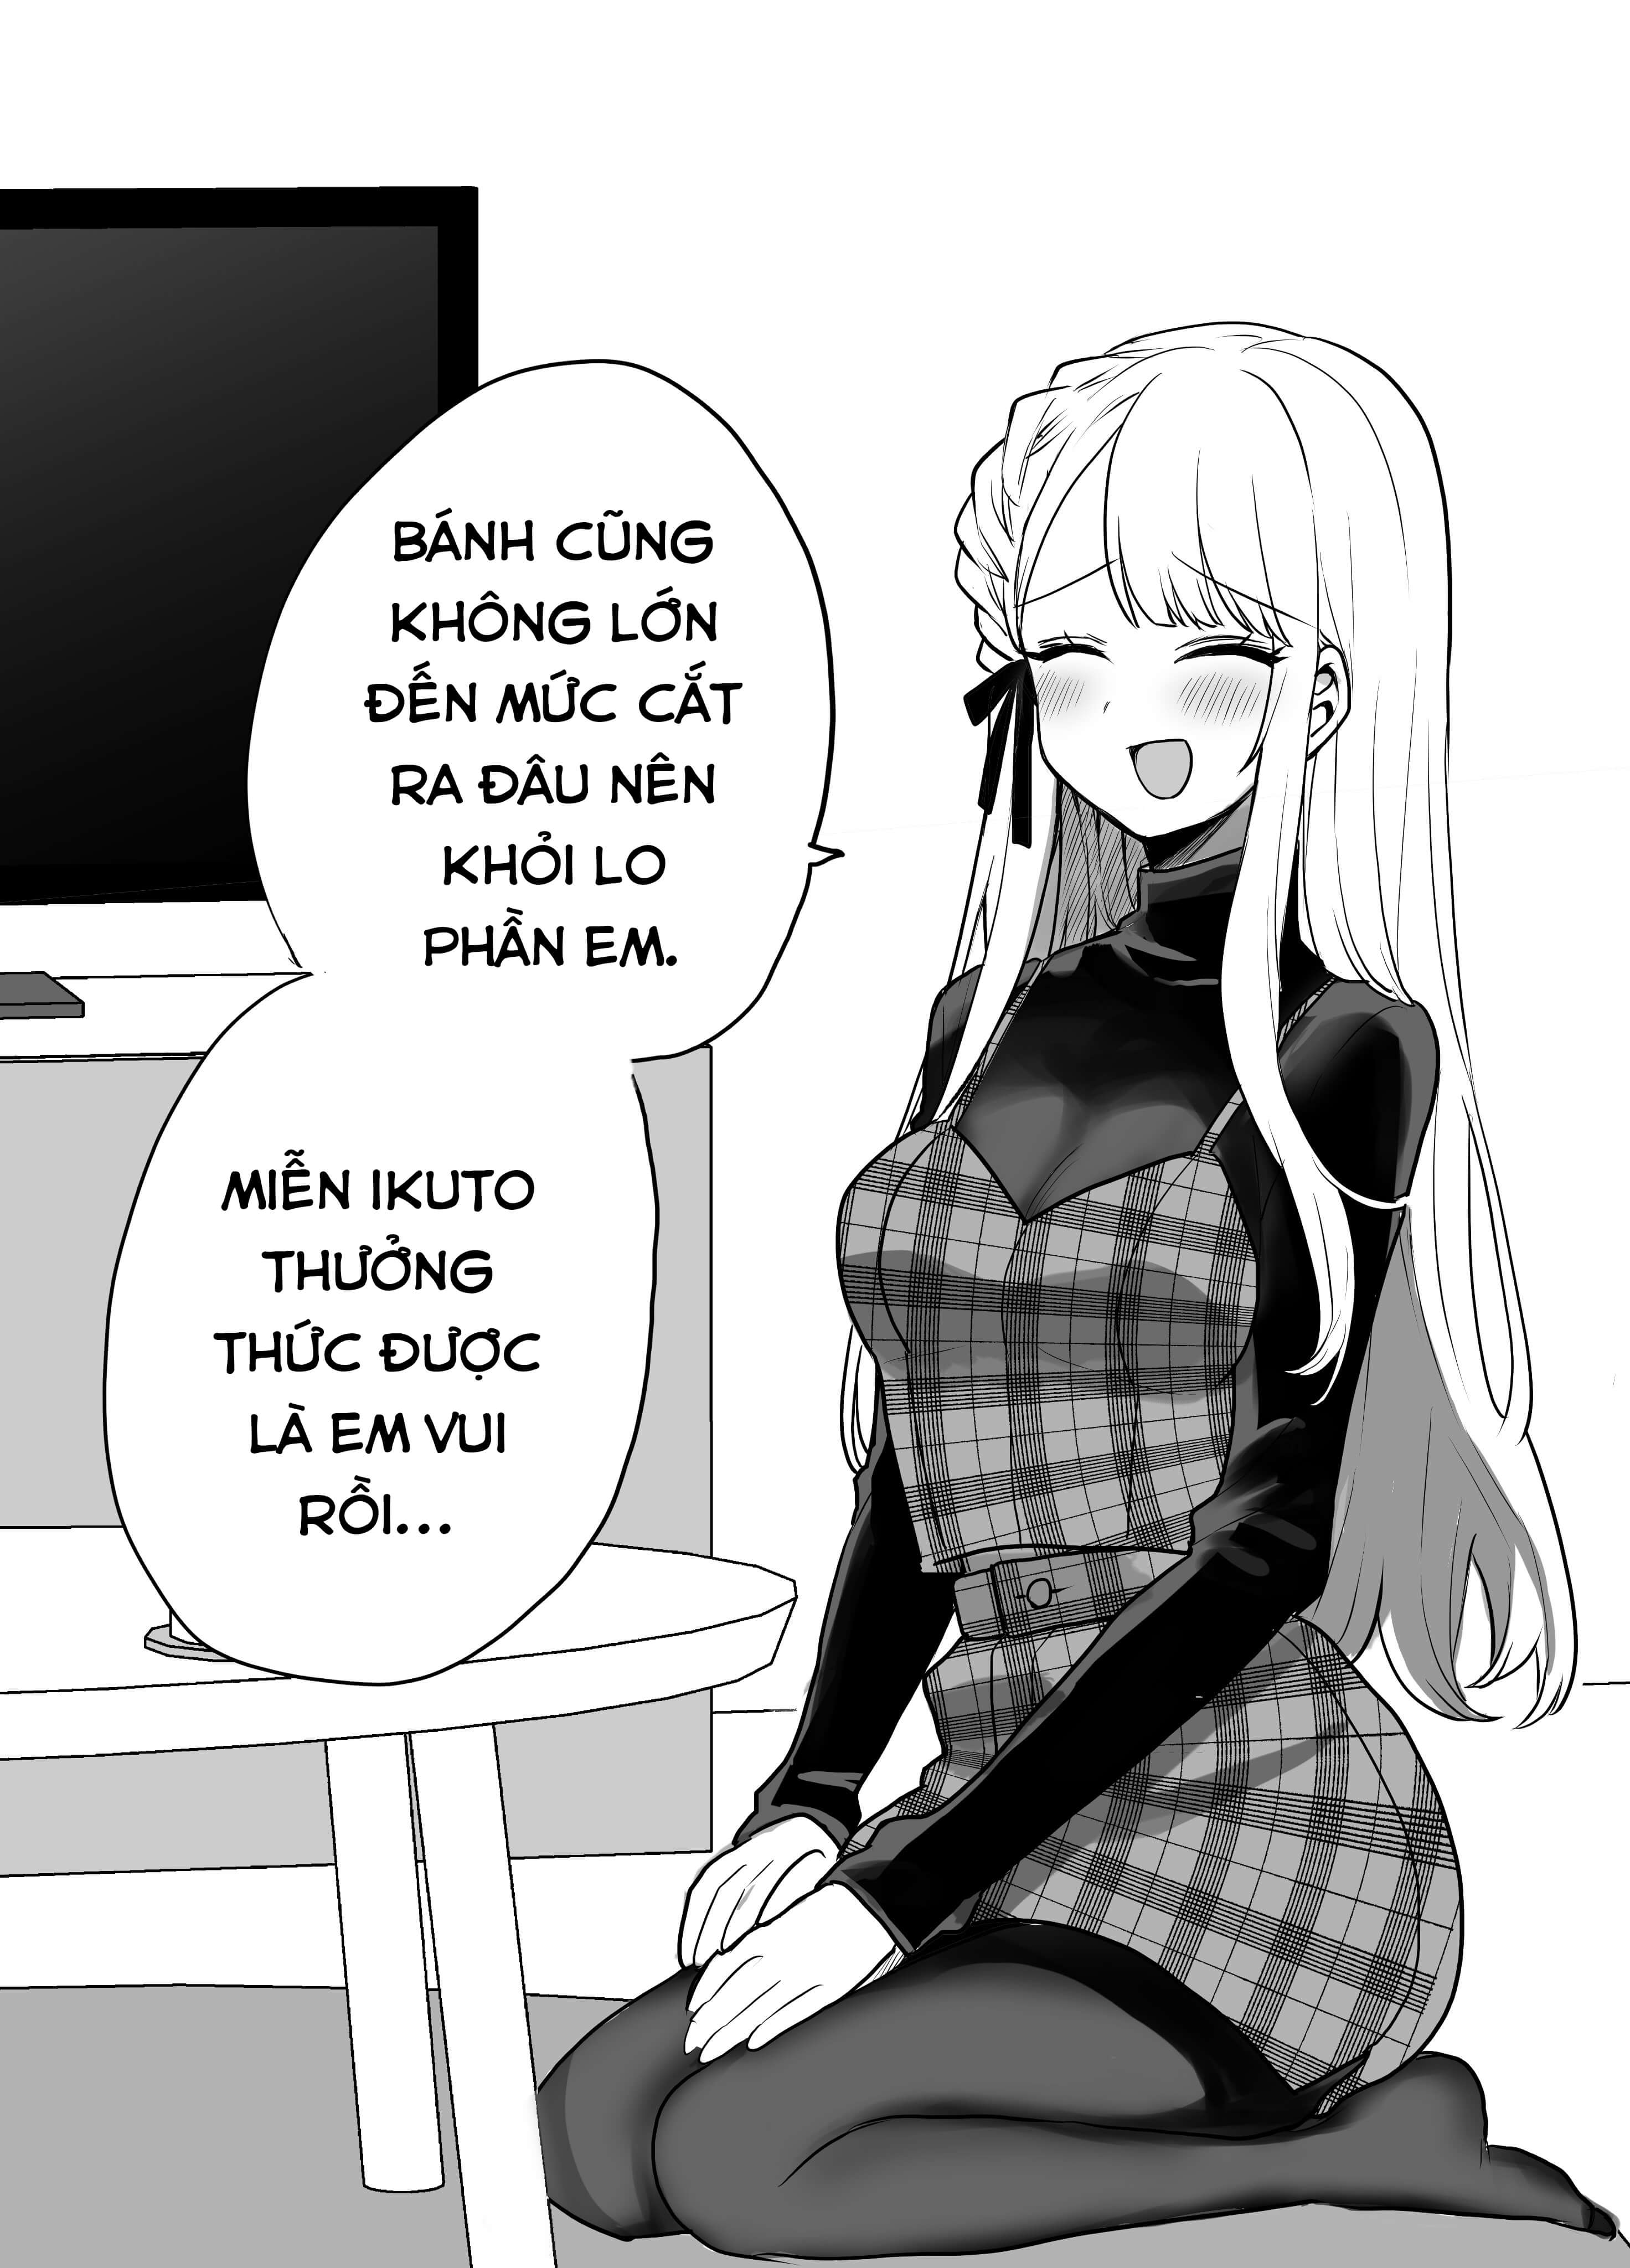 BÁNH CŨNG
KHÔNG LỚN
ĐẾN MỨC CẮT
RA ĐÂU NÊN
KHỎI LO
PHẦN EM.
MIỄN IKUTO
THƯỞNG
THỨC ĐƯỢC
LÀ EM VUI
RỒI...